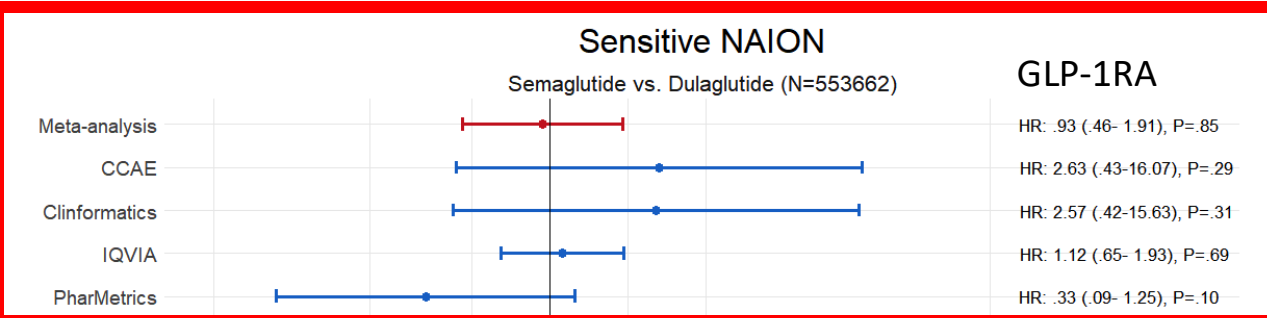 Sensitive NAION
Semaglutide vs. Dulaglutide (N=553662)
GLP-1RA
Meta-analysis HR: .93 (.46- 1.91), P=.85
CCAE HR: 2.63 (.43-16.07), P=.29
Clinformatics HR: 2.57 (.42-15.63), P=.31
IQVIA HR: 1.12 (.65- 1.93), P=.69
PharMetrics HR: .33 (.09- 1.25), P=.10